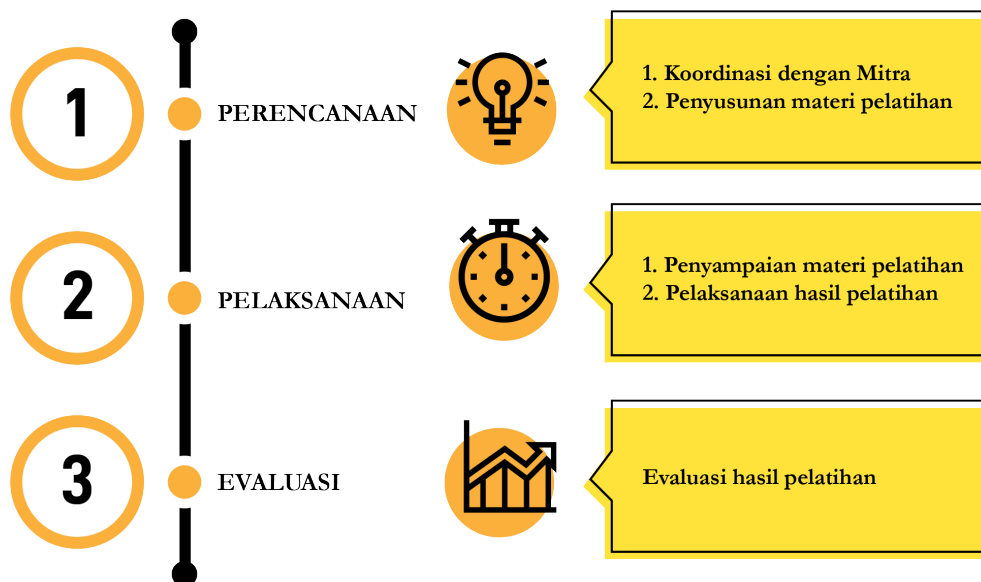 1
PERENCANAAN
1. Koordinasi dengan Mitra
2. Penyusunan materi pelatihan
2
PELAKSANAAN
1. Penyampaian materi pelatihan
2. Pelaksanaan hasil pelatihan
3
EVALUASI
Evaluasi hasil pelatihan